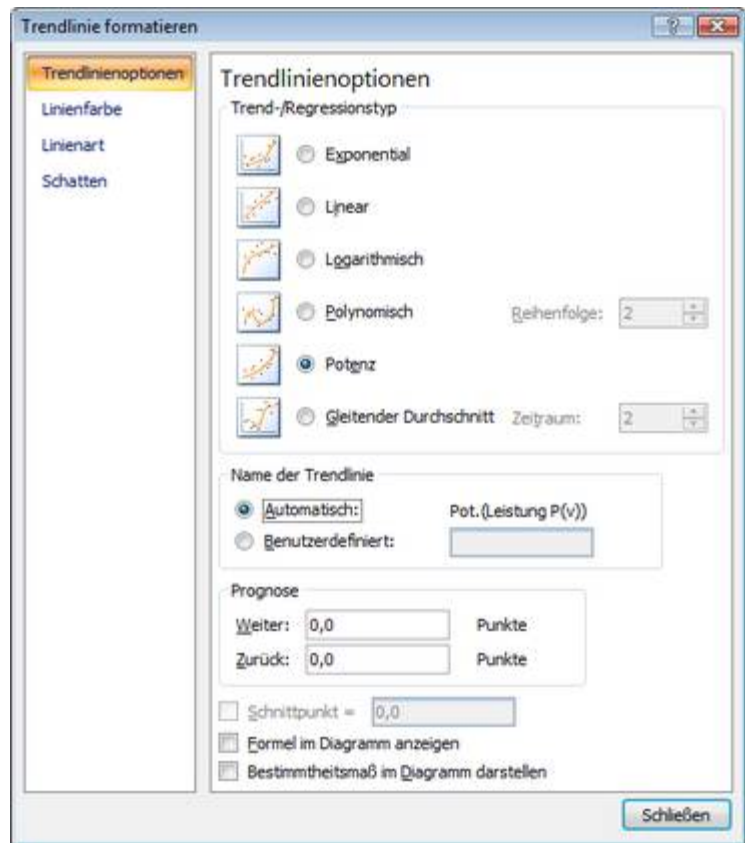 Trendlinie formatieren
Trendlinienoptionen
Linienfarbe
Linienart
Schatten
Trendlinienoptionen
Trend-/Regressionstyp
Exponential
Linear
Logarithmisch
Polynomisch Reihenfolge: 2
Potenz
Gleitender Durchschnitt Zeitraum: 2
Name der Trendlinie
Automatisch: Pot.(Leistung P(v))
Benutzerdefiniert:
Prognose
Weiter: 0,0 Punkte
Zurück: 0,0 Punkte
Schnittpunkt = 0,0
Formel im Diagramm anzeigen
Bestimmtheitsmaß im Diagramm darstellen
Schließen